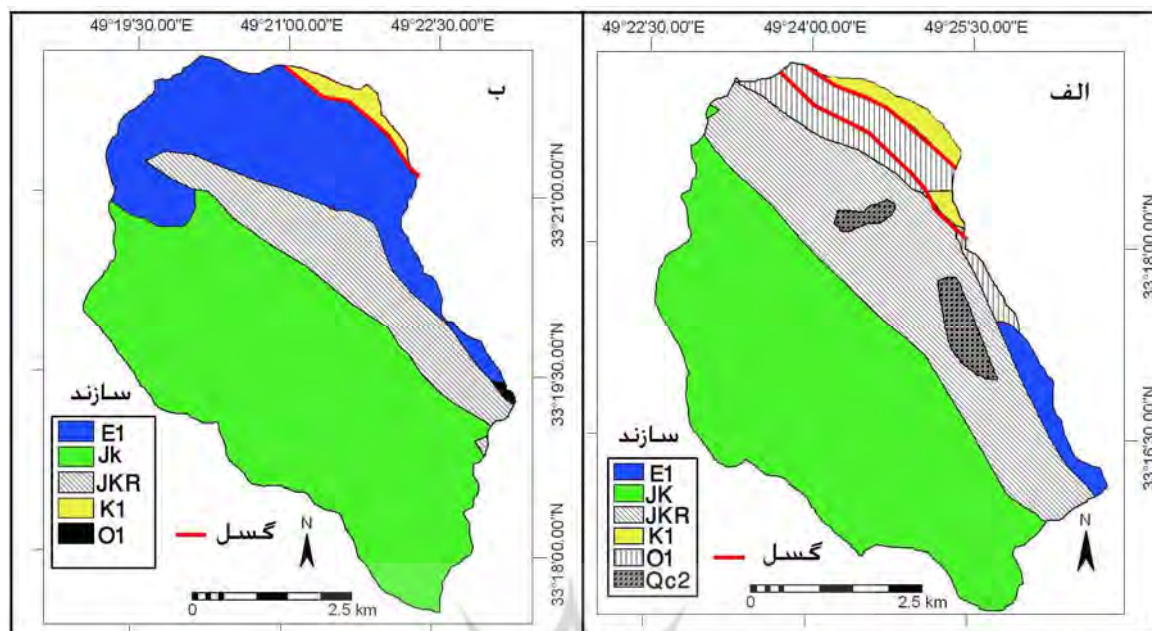 49°19'30.00"E 49°21'00.00"E 49°22'30.00"E
ب
33°21'00.00"N
33°19'30.00"N
33°18'00.00"N
سازند
E1
Jk
JKR
K1
O1
گسل
N
0 2.5 km
49°22'30.00"E 49°24'00.00"E 49°25'30.00"E
الف
33°18'00.00"N
33°16'30.00"N
سازند
E1
JK
JKR
K1
O1
Qc2
گسل
N
0 2.5 km